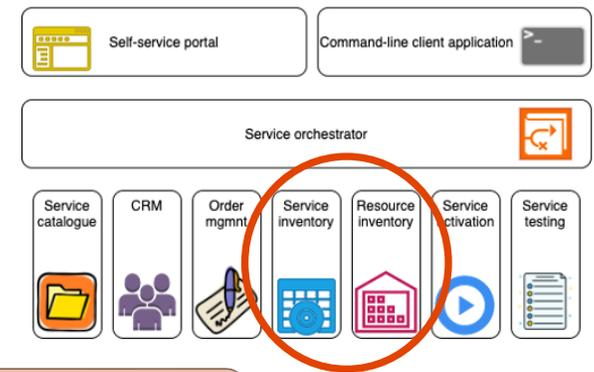 Self-service portal
Command-line client application
>_
Service orchestrator
Service
catalogue
CRM
Order
mgmnt
Service
inventory
Resource
inventory
Service
activation
Service
testing